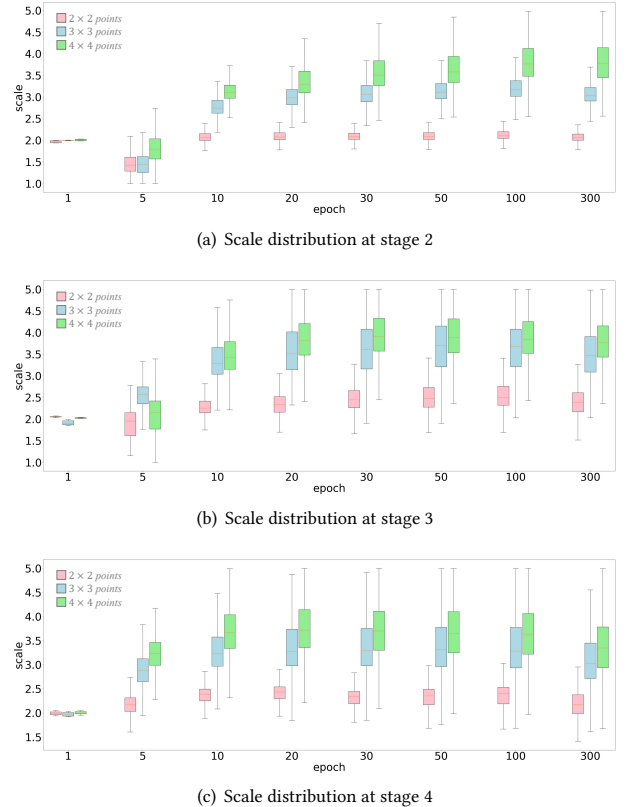 5.0
4.5
4.0
3.5
3.0
2.5
2.0
1.5
1.0
scale
2 × 2 points
3 × 3 points
4 × 4 points
1 5 10 20 30 50 100 300
epoch
(a) Scale distribution at stage 2
5.0
4.5
4.0
3.5
3.0
2.5
2.0
1.5
1.0
scale
2 × 2 points
3 × 3 points
4 × 4 points
1 5 10 20 30 50 100 300
epoch
(b) Scale distribution at stage 3
5.0
4.5
4.0
3.5
3.0
2.5
2.0
1.5
scale
2 × 2 points
3 × 3 points
4 × 4 points
1 5 10 20 30 50 100 300
epoch
(c) Scale distribution at stage 4